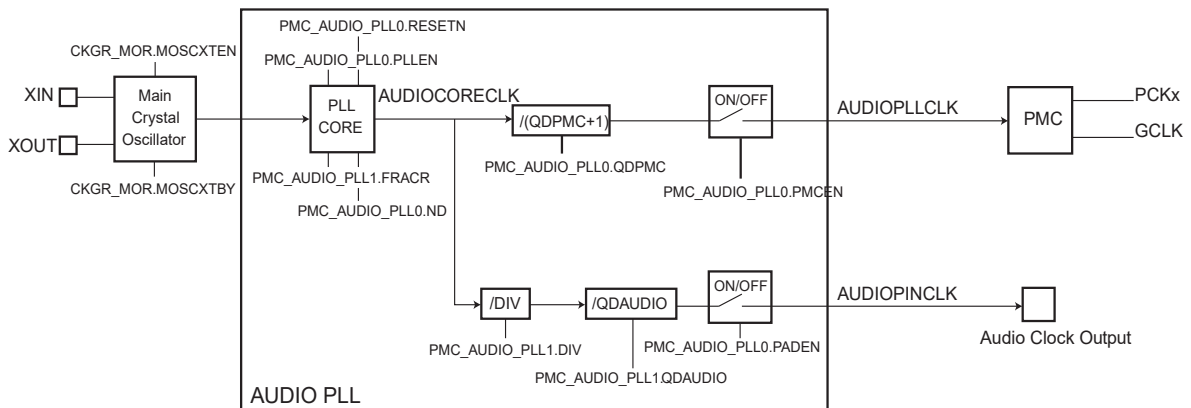 PMC_AUDIO_PLL0.RESETN
CKGR_MOR.MOSCXTEN
PMC_AUDIO_PLL0.PLLEN
XIN
XOUT
Main
Crystal
Oscillator
PLL
CORE
AUDIOCORECLK
/(QDPMC+1)
ON/OFF
AUDIOPLLCLK
PMC
PCKx
GCLK
CKGR_MOR.MOSCXTBY
PMC_AUDIO_PLL1.FRACR
PMC_AUDIO_PLL0.ND
PMC_AUDIO_PLL0.QDPMC
PMC_AUDIO_PLL0.PMCEN
/DIV
/QDAUDIO
ON/OFF
AUDIOPINCLK
Audio Clock Output
PMC_AUDIO_PLL1.DIV
PMC_AUDIO_PLL0.PADEN
PMC_AUDIO_PLL1.QDAUDIO
AUDIO PLL